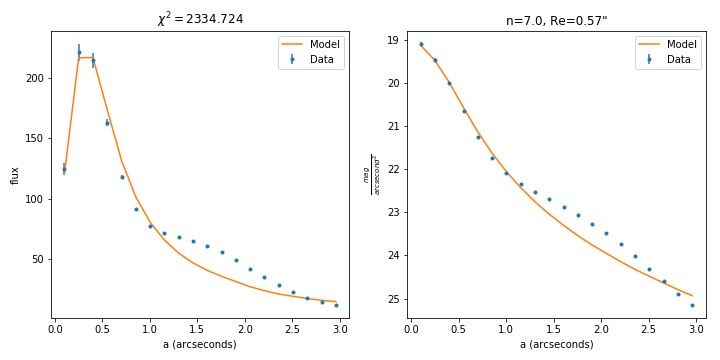 χ² = 2334.724
Model
Data
200
150
100
50
flux
0.0 0.5 1.0 1.5 2.0 2.5 3.0
a (arcseconds)
n=7.0, Re=0.57"
Model
Data
19
20
21
22
23
24
25
mag/arcsecond²
0.0 0.5 1.0 1.5 2.0 2.5 3.0
a (arcseconds)